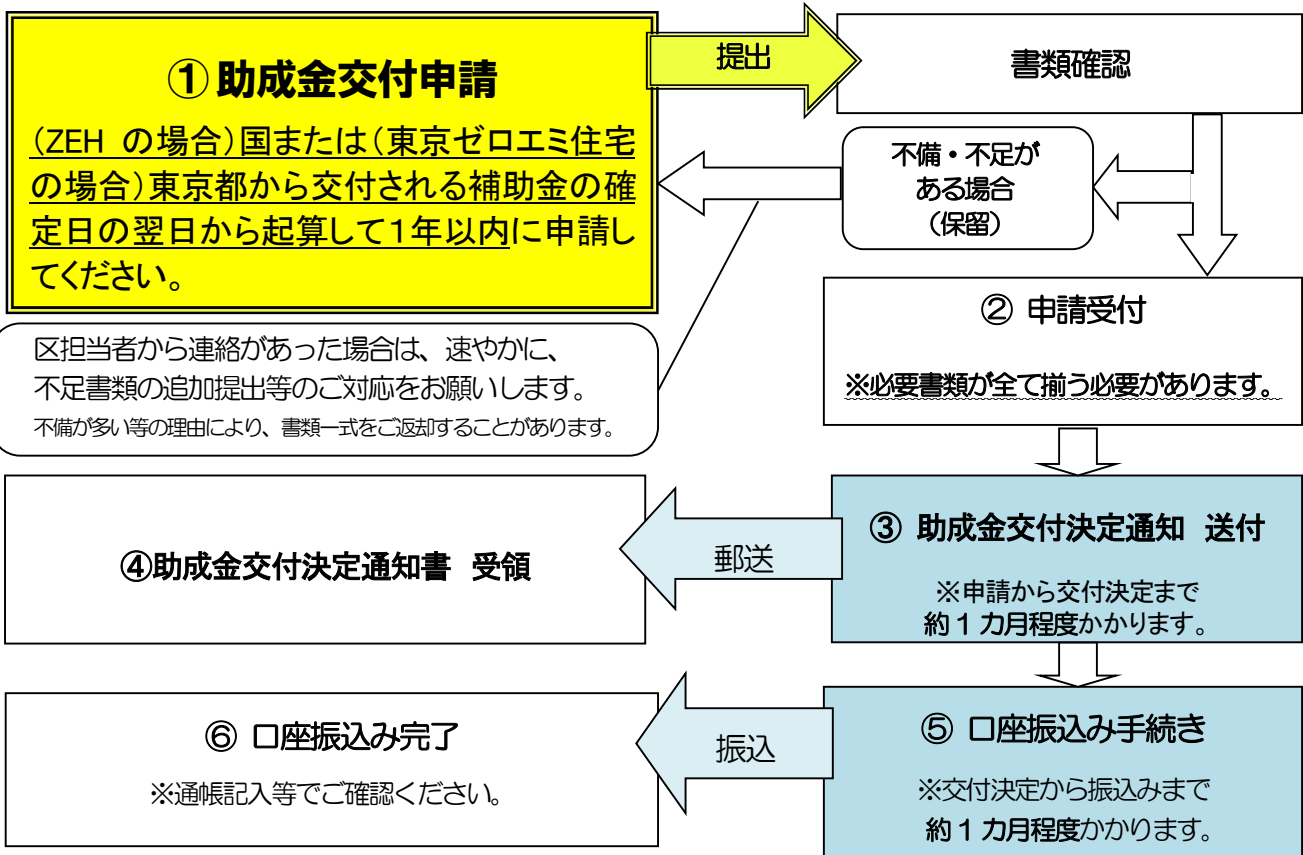 ① 助成金交付申請
(ZEH の場合)国または(東京ゼロエミ住宅
の場合)東京都から交付される補助金の確
定日の翌日から起算して1年以内に申請し
てください。
提出
書類確認
不備・不足が
ある場合
(保留)
区担当者から連絡があった場合は、速やかに、
不足書類の追加提出等のご対応をお願いします。
不備が多い等の理由により、書類一式をご返却することがあります。
② 申請受付
※必要書類が全て揃う必要があります。
③ 助成金交付決定通知 送付
※申請から交付決定まで
約1カ月程度かかります。
郵送
④助成金交付決定通知書 受領
⑤ 口座振込み手続き
※交付決定から振込みまで
約1カ月程度かかります。
振込
⑥ 口座振込み完了
※通帳記入等でご確認ください。